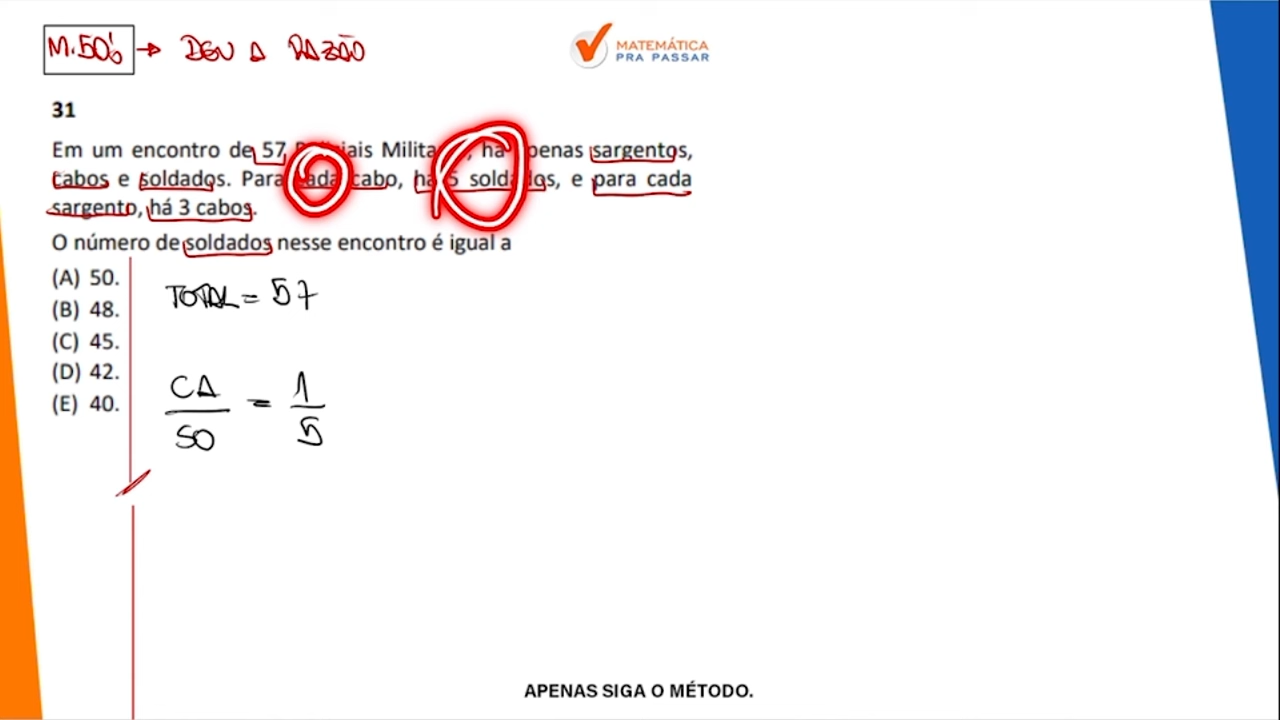 M.50% → DEU A RAZÃO
MATEMÁTICA
PRA PASSAR
31
Em um encontro de 57 Policiais Militares, há apenas sargentos,
cabos e soldados. Para cada cabo, há 5 soldados, e para cada
sargento, há 3 cabos.
O número de soldados nesse encontro é igual a
(A) 50.
(B) 48.
(C) 45.
(D) 42.
(E) 40.
TOTAL = 57
CA = 1
SO 5
APENAS SIGA O MÉTODO.